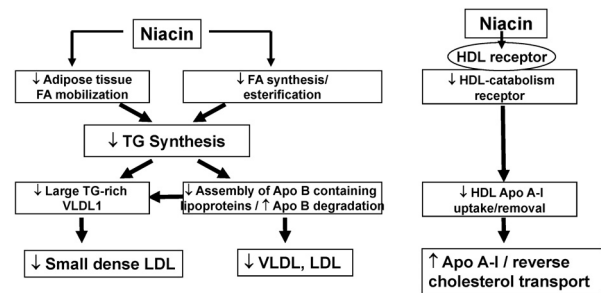 Niacin
↓ Adipose tissue
FA mobilization
↓ FA synthesis/
esterification
↓ TG Synthesis
↓ Large TG-rich
VLDL1
↓ Assembly of Apo B containing
lipoproteins / ↑ Apo B degradation
↓ Small dense LDL
↓ VLDL, LDL
Niacin
HDL receptor
↓ HDL-catabolism
receptor
↓ HDL Apo A-I
uptake/removal
↑ Apo A-I / reverse
cholesterol transport